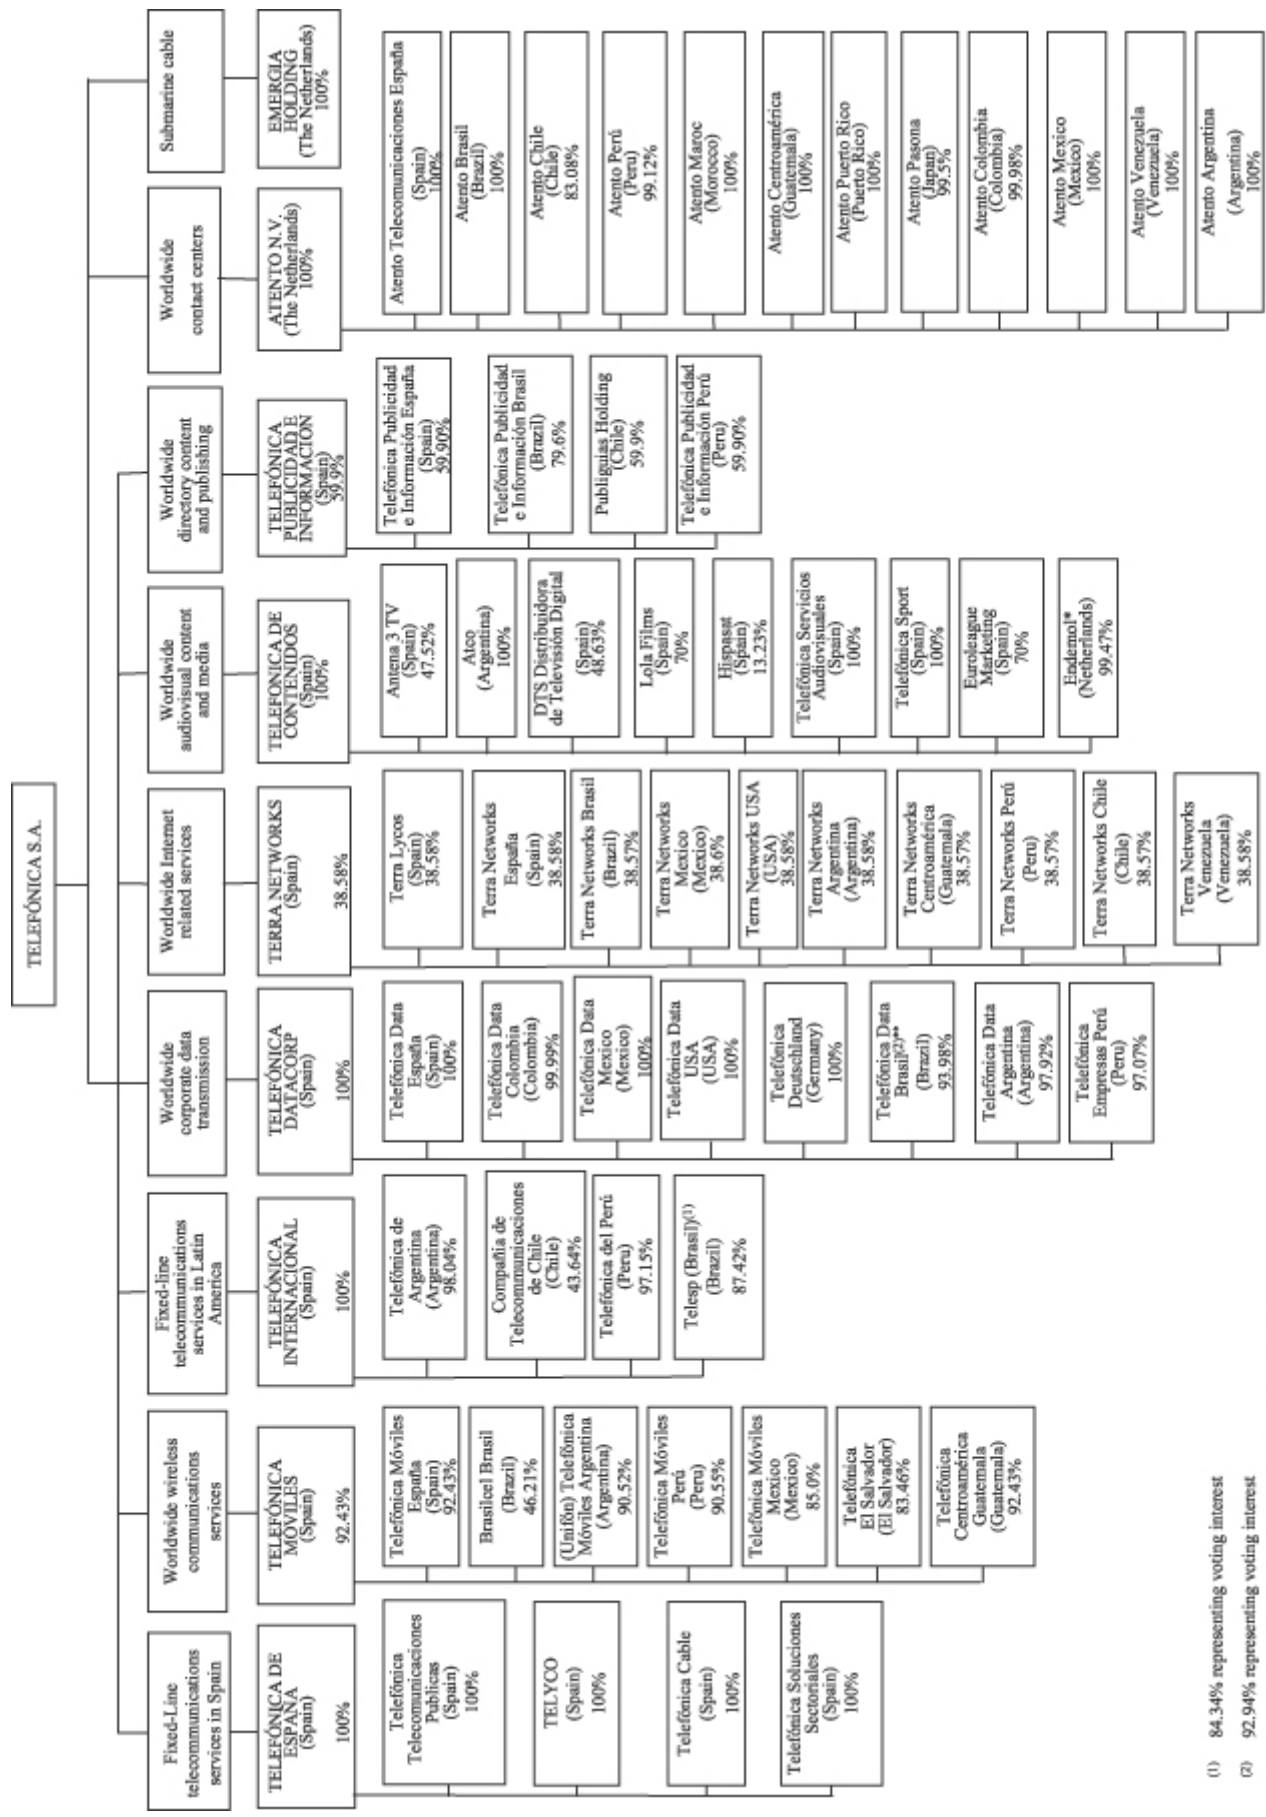 TELEFÓNICA S.A.
Fixed-Line
telecommunications
services in Spain
TELEFÓNICA DE
ESPAÑA
(Spain)
100%
Telefónica
Telecomunicaciones
Publicas
(Spain)
100%
TELYCO
(Spain)
100%
Telefónica Cable
(Spain)
100%
Telefónica Soluciones
Sectoriales
(Spain)
100%
Worldwide wireless
communications
services
TELEFÓNICA
MÓVILES
(Spain)
92.43%
Telefónica Móviles
España
(Spain)
92.43%
Brasilcel Brasil
(Brazil)
46.21%
(Unifón) Telefónica
Móviles Argentina
(Argentina)
90.52%
Telefónica Móviles
Perú
(Peru)
90.55%
Telefónica Móviles
Mexico
(Mexico)
85.0%
Telefónica
El Salvador
(El Salvador)
83.46%
Telefónica
Centroamérica
Guatemala
(Guatemala)
92.43%
Fixed-line
telecommunications
services in Latin
America
TELEFÓNICA
INTERNACIONAL
(Spain)
100%
Telefónica de
Argentina
(Argentina)
98.04%
Compañia de
Telecommunicaciones
de Chile
(Chile)
43.64%
Telefónica del Perú
(Peru)
97.15%
Telesp (Brasil)(1)
(Brazil)
87.42%
Worldwide
corporate data
transmission
TELEFÓNICA
DATACORP
(Spain)
100%
Telefónica Data
España
(Spain)
100%
Telefónica Data
Colombia
(Colombia)
99.99%
Telefónica Data
Mexico
(Mexico)
100%
Telefónica Data
USA
(USA)
100%
Telefónica
Deutschland
(Germany)
100%
Telefónica Data
Brasil(2)**
(Brazil)
93.98%
Telefónica Data
Argentina
(Argentina)
97.92%
Telefónica
Empresas Perú
(Peru)
97.07%
Worldwide Internet
related services
TERRA NETWORKS
(Spain)
38.58%
Terra Lycos
(Spain)
38.58%
Terra Networks
España
(Spain)
38.58%
Terra Networks Brasil
(Brazil)
38.57%
Terra Networks
Mexico
(Mexico)
38.6%
Terra Networks USA
(USA)
38.58%
Terra Networks
Argentina
(Argentina)
38.58%
Terra Networks
Centroamérica
(Guatemala)
38.57%
Terra Networks Perú
(Peru)
38.57%
Terra Networks Chile
(Chile)
38.57%
Terra Networks
Venezuela
(Venezuela)
38.58%
Worldwide
audiovisual content
and media
TELEFONICA DE
CONTENIDOS
(Spain)
100%
Antena 3 TV
(Spain)
47.52%
Atco
(Argentina)
100%
DTS Distribuidora
de Televisión Digital
(Spain)
48.63%
Lola Films
(Spain)
70%
Hispasat
(Spain)
13.23%
Telefónica Servicios
Audiovisuales
(Spain)
100%
Telefónica Sport
(Spain)
100%
Euroleague
Marketing
(Spain)
70%
Endemol*
(Netherlands)
99.47%
Worldwide
directory content
and publishing
TELEFÓNICA
PUBLICIDAD E
INFORMACIÓN
(Spain)
59.9%
Telefónica Publicidad
e Información España
(Spain)
59.90%
Telefónica Publicidad
e Información Brasil
(Brazil)
79.6%
Publiguias Holding
(Chile)
59.9%
Telefónica Publicidad
e Información Perú
(Peru)
59.90%
Worldwide
contact centers
ATENTO N.V.
(The Netherlands)
100%
Atento Telecomunicaciones España
(Spain)
100%
Atento Brasil
(Brazil)
100%
Atento Chile
(Chile)
83.08%
Atento Perú
(Peru)
99.12%
Atento Maroc
(Morocco)
100%
Atento Centroamérica
(Guatemala)
100%
Atento Puerto Rico
(Puerto Rico)
100%
Atento Pasona
(Japan)
99.5%
Atento Colombia
(Colombia)
99.98%
Atento Mexico
(Mexico)
100%
Atento Venezuela
(Venezuela)
100%
Atento Argentina
(Argentina)
100%
Submarine cable
EMERGIA
HOLDING
(The Netherlands)
100%
(1) 84.34% representing voting interest
(2) 92.94% representing voting interest